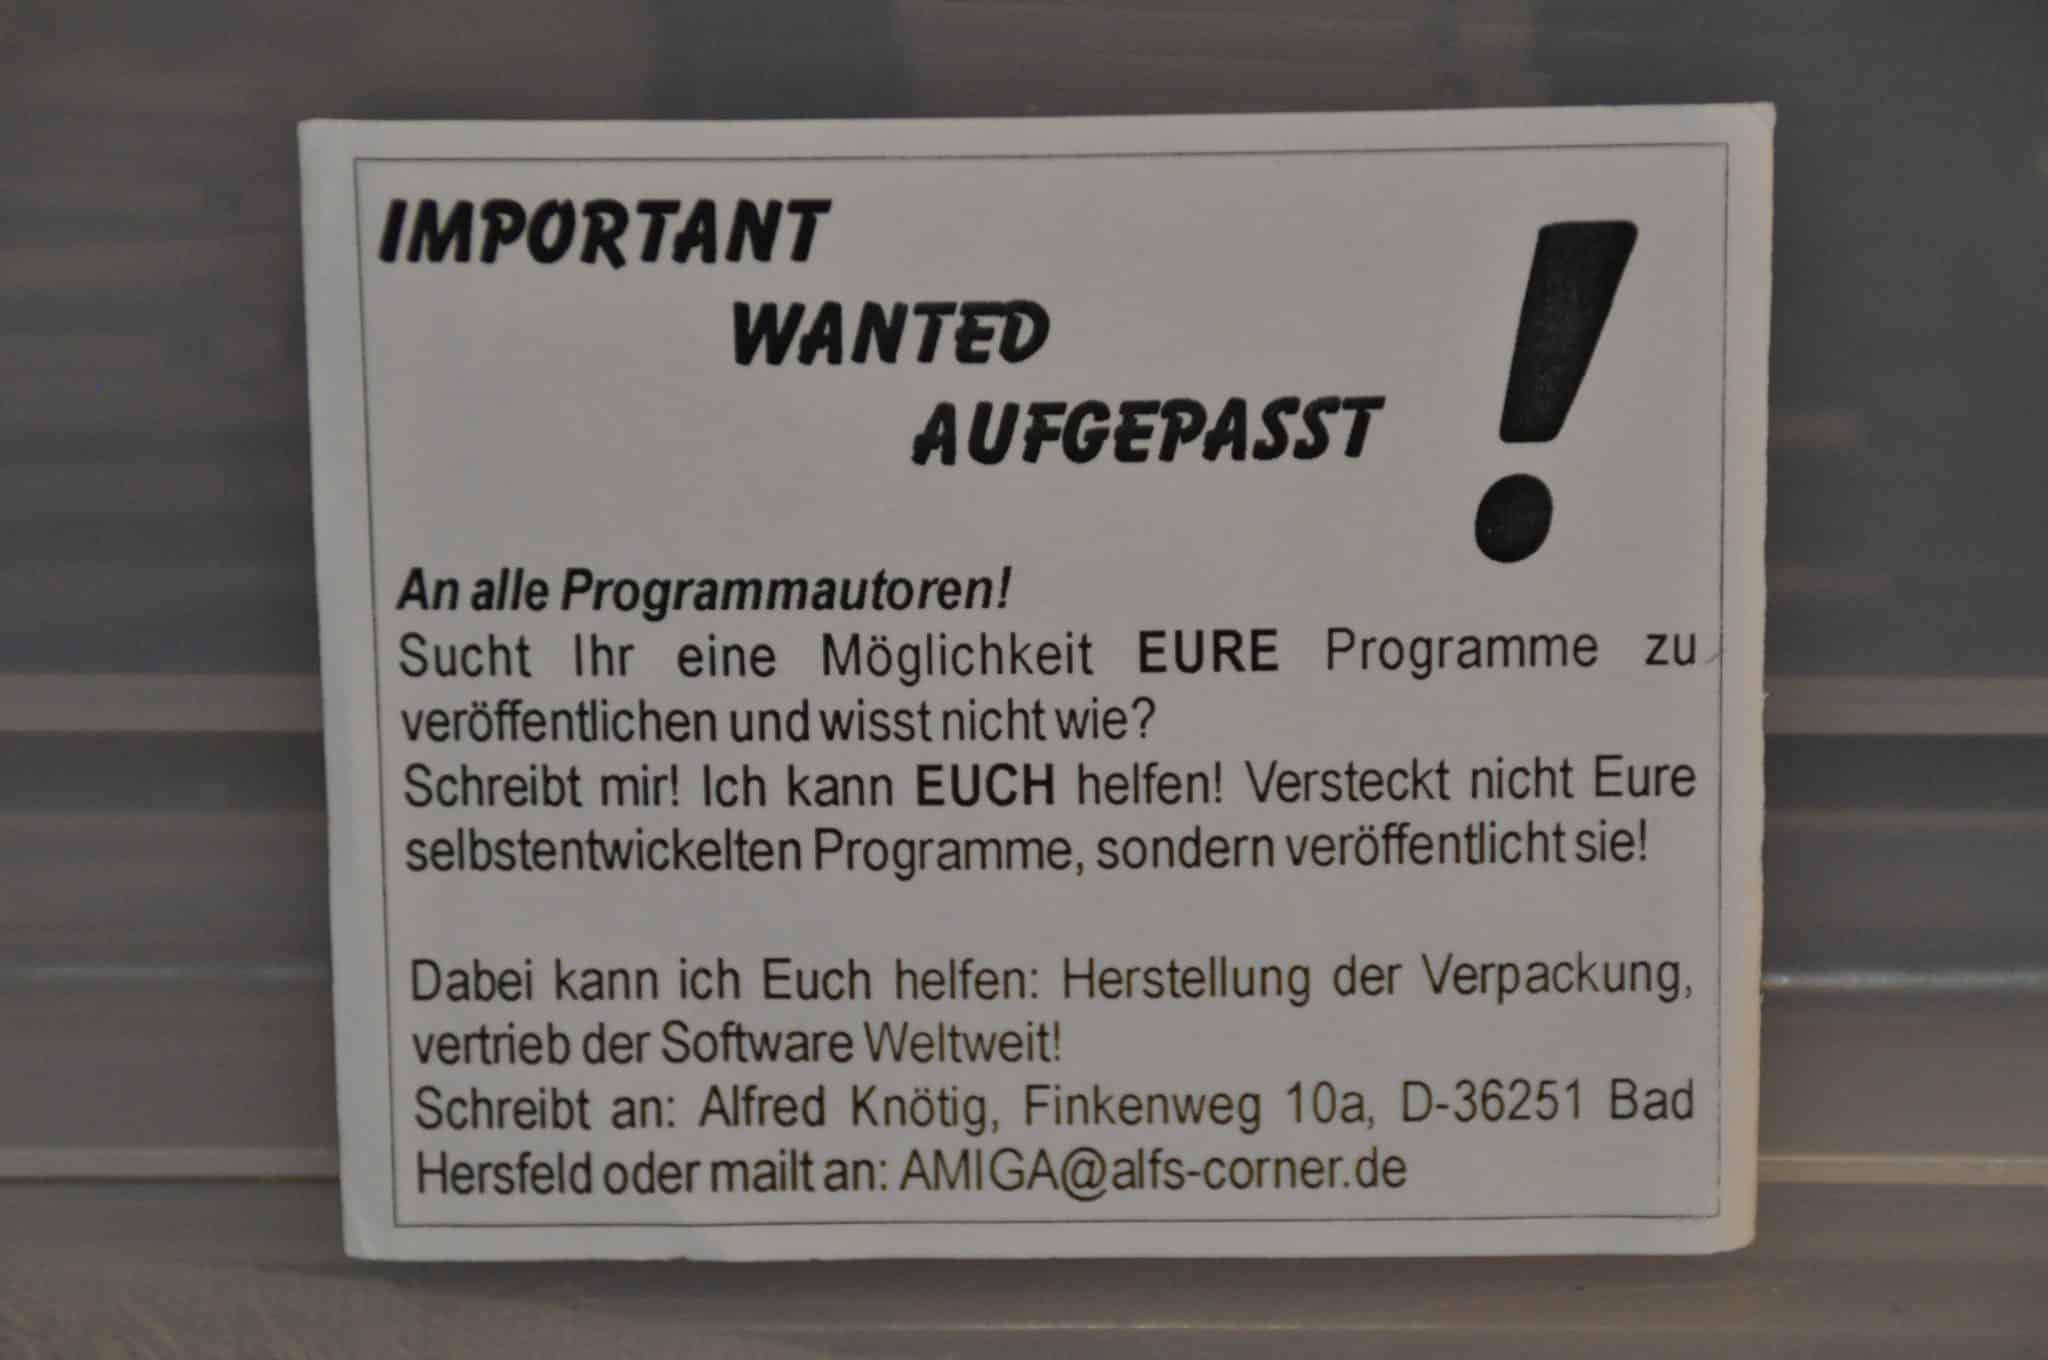 IMPORTANT
WANTED
AUFGEPASST
!
An alle Programmautoren!
Sucht Ihr eine Möglichkeit EURE Programme zu
veröffentlichen und wisst nicht wie?
Schreibt mir! Ich kann EUCH helfen! Versteckt nicht Eure
selbstentwickelten Programme, sondern veröffentlicht sie!
Dabei kann ich Euch helfen: Herstellung der Verpackung,
vertrieb der Software Weltweit!
Schreibt an: Alfred Knötig, Finkenweg 10a, D-36251 Bad
Hersfeld oder mailt an: AMIGA@alfs-corner.de